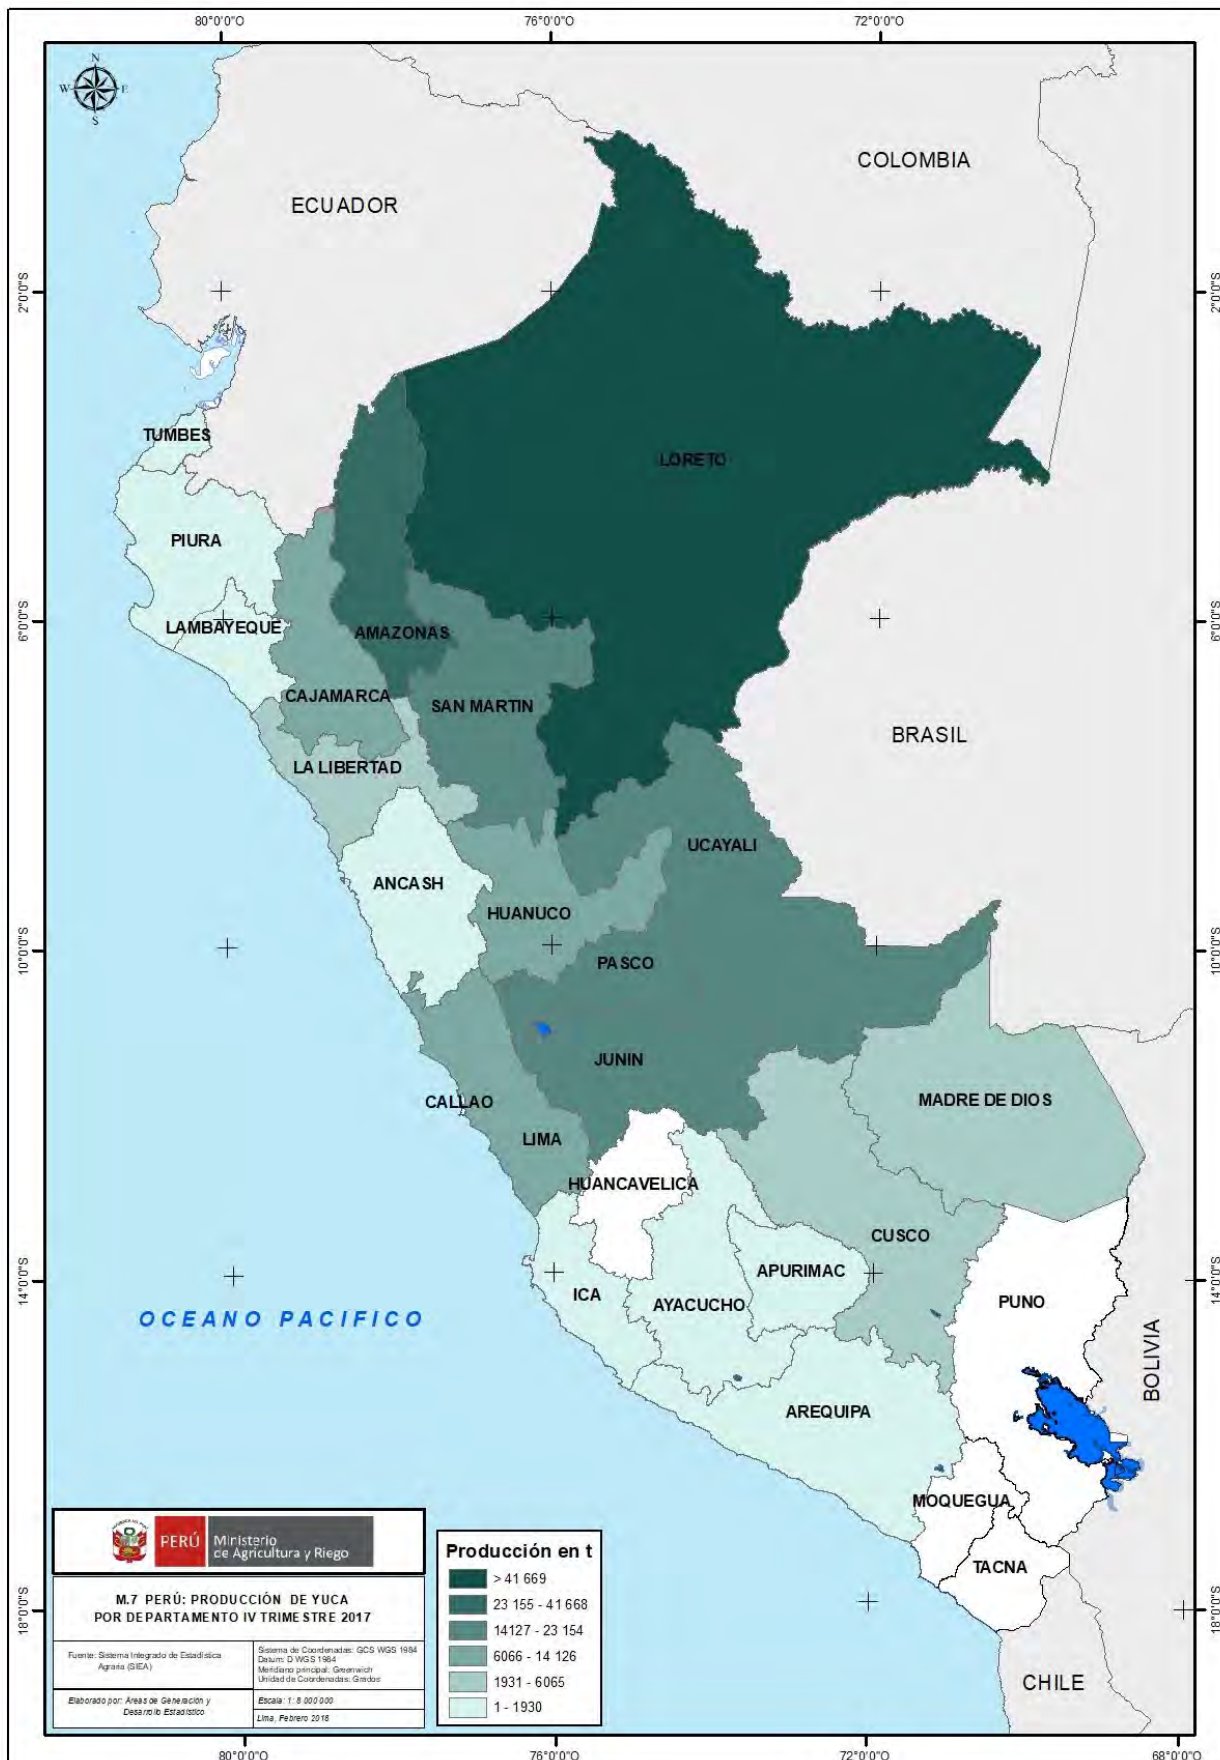 80°0'0"O 76°0'0"O 72°0'0"O
N
W E
S
COLOMBIA
ECUADOR
2°0'0"S 2°0'0"S
TUMBES
LORETO
PIURA
6°0'0"S 6°0'0"S
LAMBAYEQUE
AMAZONAS
CAJAMARCA
SAN MARTIN
BRASIL
LA LIBERTAD
UCAYALI
ANCASH
HUANUCO
10°0'0"S 10°0'0"S
PASCO
JUNIN
CALLAO
MADRE DE DIOS
LIMA
HUANCAVELICA
CUSCO
APURIMAC
14°0'0"S 14°0'0"S
ICA
AYACUCHO
PUNO
OCEANO PACIFICO
BOLIVIA
AREQUIPA
MOQUEGUA
TACNA
18°0'0"S 18°0'0"S
CHILE
PERÚ
Ministerio
de Agricultura y Riego
M.7 PERÚ: PRODUCCIÓN DE YUCA
POR DEPARTAMENTO IV TRIMESTRE 2017
Fuente: Sistema Integrado de Estadística
Agraria (SIEA)
Sistema de Coordenadas: GCS WGS 1984
Datum: D WGS 1984
Meridiano principal: Greenwich
Unidad de Coordenadas: Grados
Elaborado por: Áreas de Generación y
Desarrollo Estadístico
Escala: 1: 8 000 000
Lima, Febrero 2018
Producción en t
> 41 669
23 155 - 41 668
14127 - 23 154
6066 - 14 126
1931 - 6065
1 - 1930
80°0'0"O 76°0'0"O 72°0'0"O 68°0'0"O